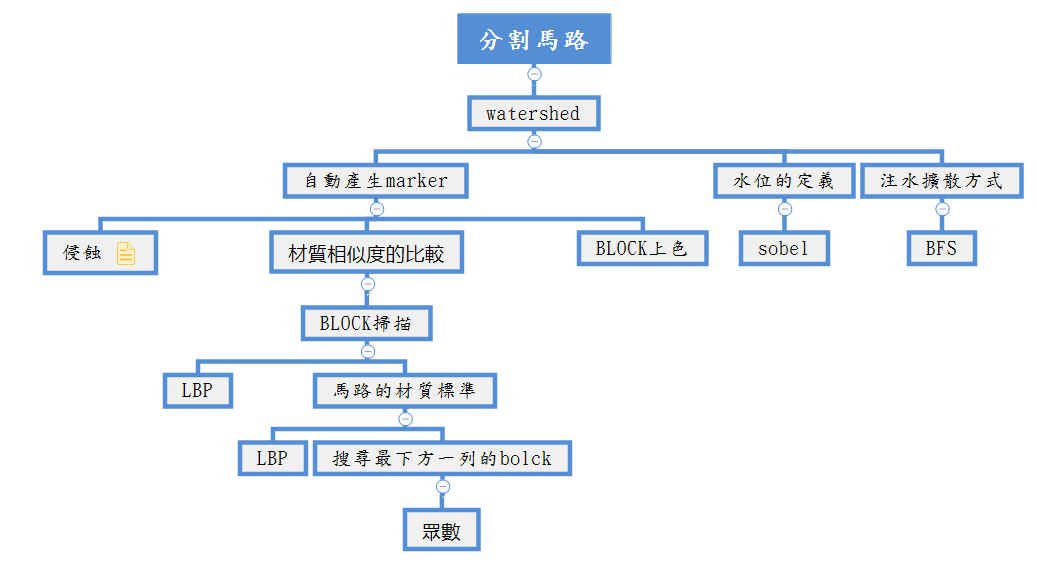 分割馬路
watershed
自動產生marker
水位的定義
注水擴散方式
侵蝕
材質相似度的比較
BLOCK上色
sobel
BFS
BLOCK掃描
LBP
馬路的材質標準
LBP
搜尋最下方一列的bolck
眾數